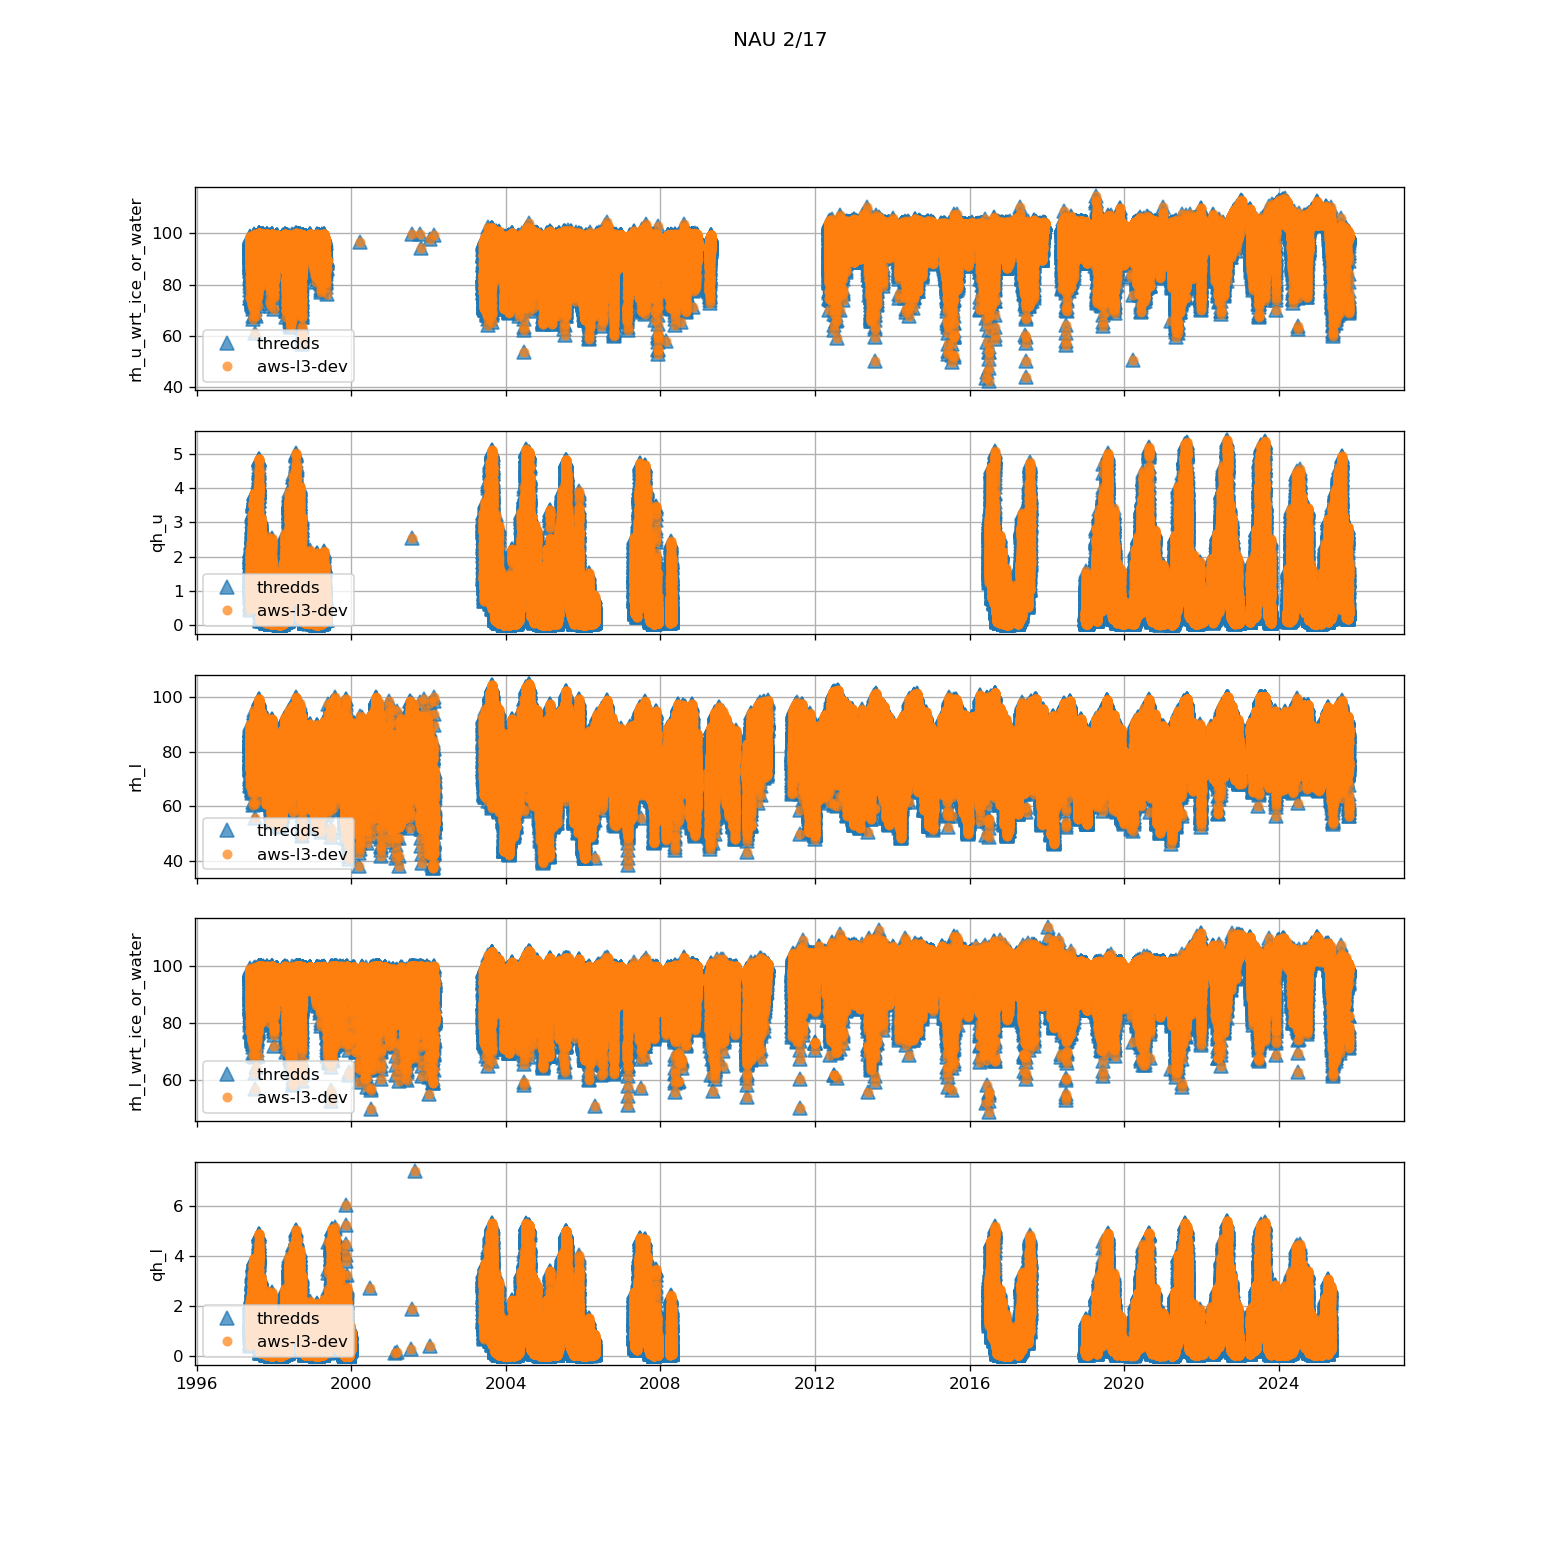 NAU 2/17
rh_u_wrt_ice_or_water
100
80
60
40
thredds
aws-l3-dev
qh_u
5
4
3
2
1
0
thredds
aws-l3-dev
rh_l
100
80
60
40
thredds
aws-l3-dev
rh_l_wrt_ice_or_water
100
80
60
thredds
aws-l3-dev
qh_l
6
4
2
0
thredds
aws-l3-dev
1996 2000 2004 2008 2012 2016 2020 2024